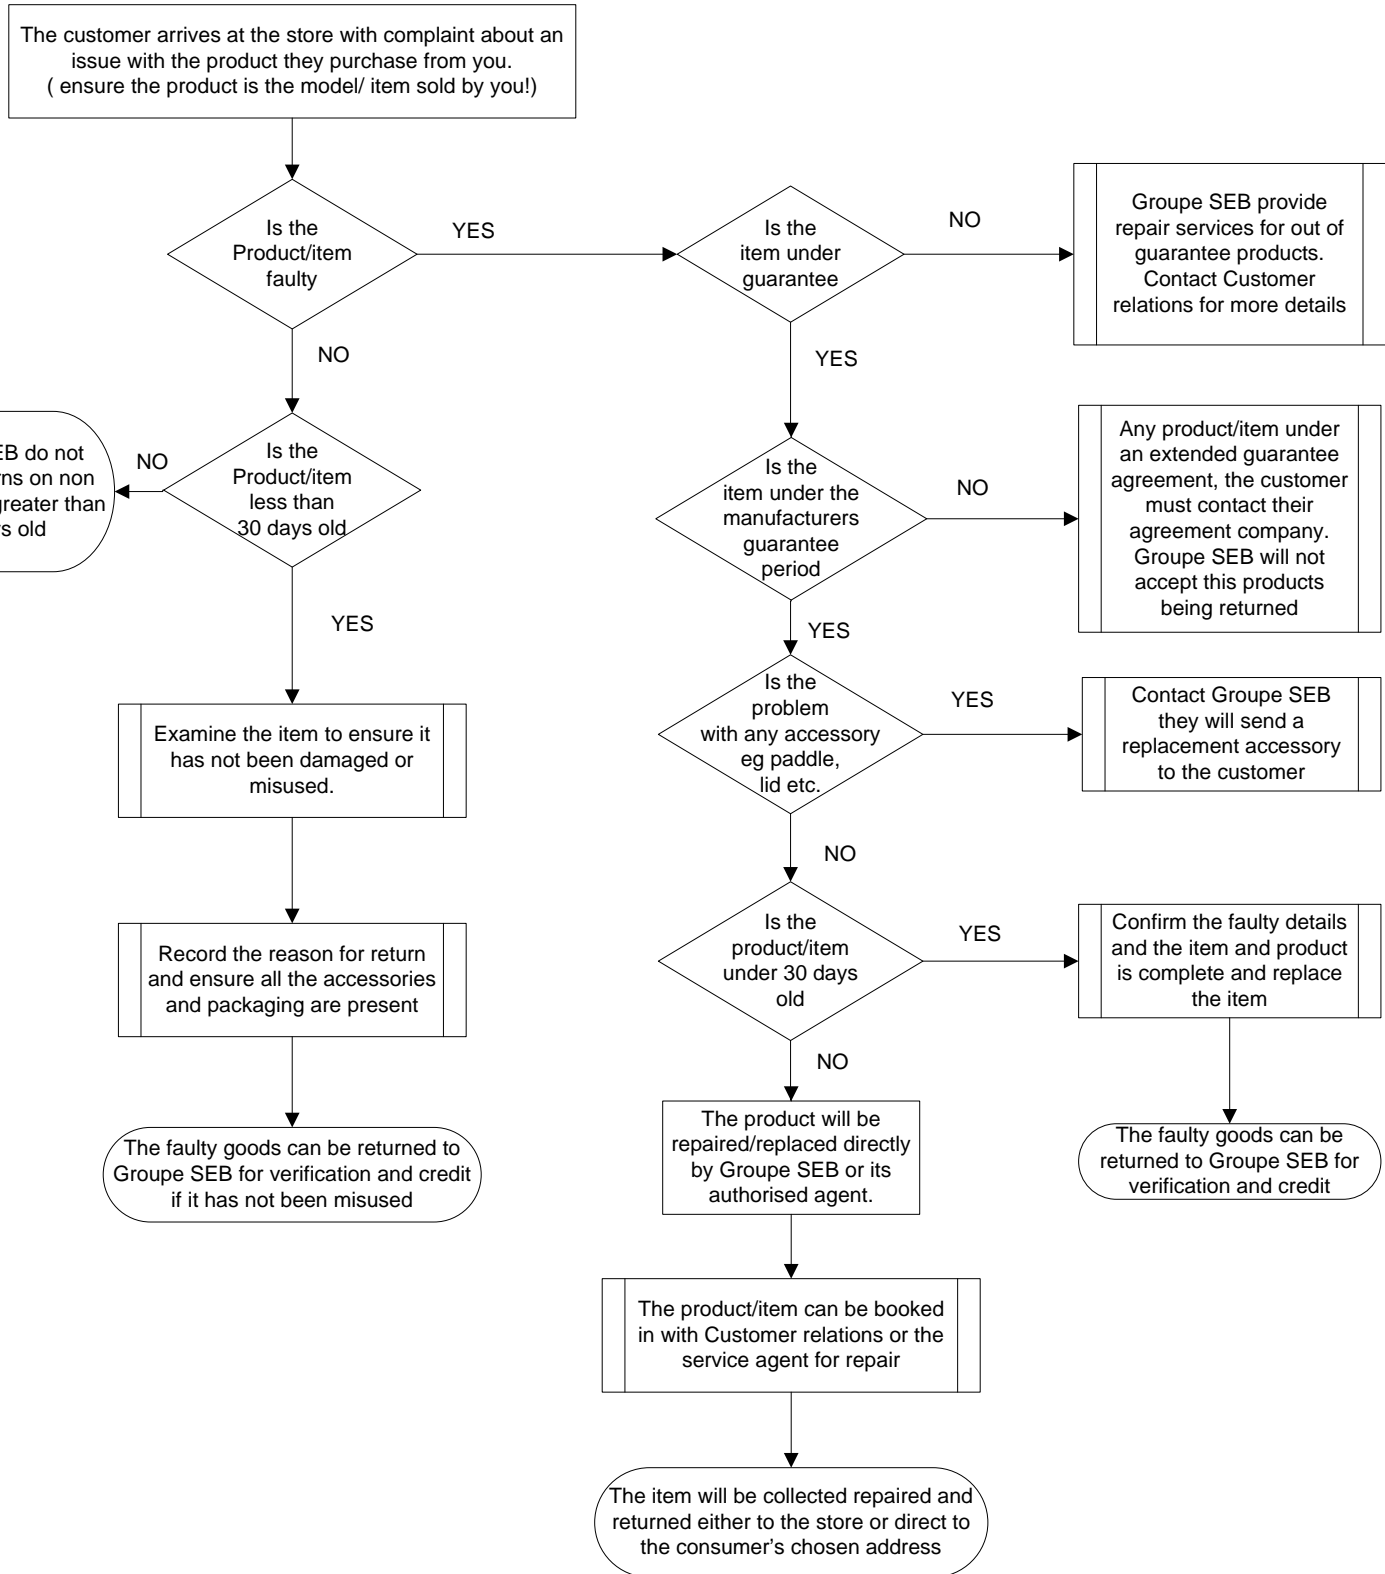 The customer arrives at the store with complaint about an
issue with the product they purchase from you.
( ensure the product is the model/ item sold by you!)
Is the
Product/item
faulty
YES
Is the
item under
guarantee
NO
Groupe SEB provide
repair services for out of
guarantee products.
Contact Customer
relations for more details
NO
YES
Is the
Product/item
less than
30 days old
NO
do not
on non
greater than
old
Is the
item under the
manufacturers
guarantee
period
NO
Any product/item under
an extended guarantee
agreement, the customer
must contact their
agreement company.
Groupe SEB will not
accept this products
being returned
YES
YES
Is the
problem
with any accessory
eg paddle,
lid etc.
YES
Contact Groupe SEB
they will send a
replacement accessory
to the customer
Examine the item to ensure it
has not been damaged or
misused.
NO
Is the
product/item
under 30 days
old
YES
Confirm the faulty details
and the item and product
is complete and replace
the item
Record the reason for return
and ensure all the accessories
and packaging are present
NO
The product will be
repaired/replaced directly
by Groupe SEB or its
authorised agent.
The faulty goods can be
returned to Groupe SEB for
verification and credit
The faulty goods can be returned to
Groupe SEB for verification and credit
if it has not been misused
The product/item can be booked
in with Customer relations or the
service agent for repair
The item will be collected repaired and
returned either to the store or direct to
the consumer's chosen address